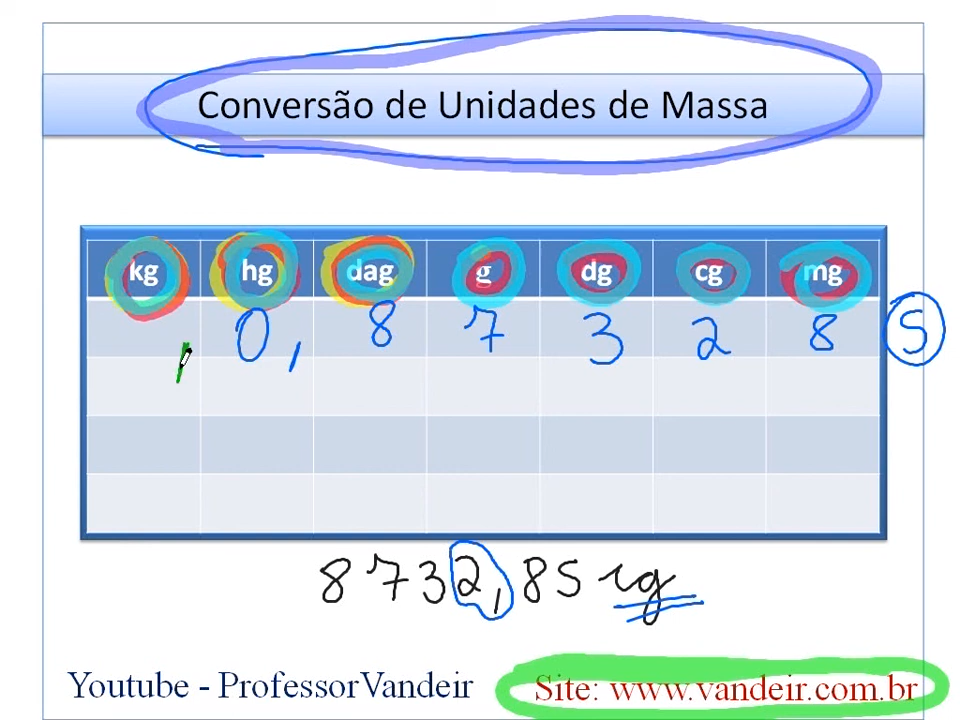 Conversão de Unidades de Massa
kg hg dag g dg cg mg
, 0, 8 7 3 2 8 5
8732,85 cg
Youtube - ProfessorVandeir
Site: www.vandeir.com.br